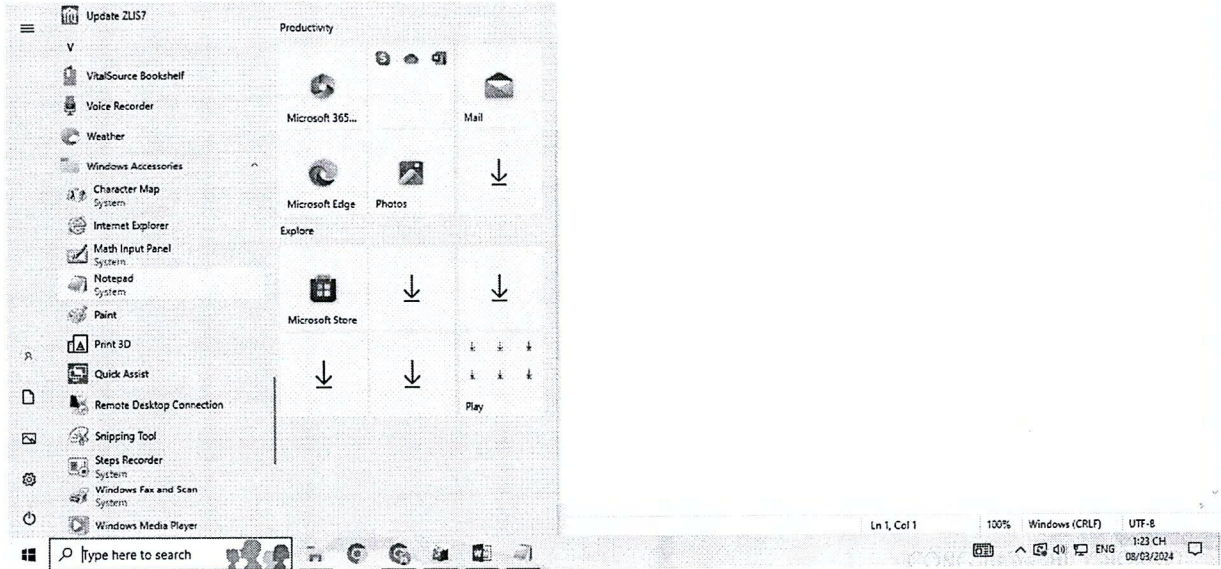 Update ZLIS7
V
VitalSource Bookshelf
Voice Recorder
Weather
Windows Accessories
Character Map
System
Internet Explorer
Math Input Panel
System
Notepad
System
Paint
Print 3D
Quick Assist
Remote Desktop Connection
Snipping Tool
Steps Recorder
System
Windows Fax and Scan
System
Windows Media Player
Productivity
Microsoft 365...
Mail
Microsoft Edge
Photos
Explore
Microsoft Store
Play
Ln 1, Col 1
100%
Windows (CRLF)
UTF-8
Type here to search
ENG
1:23 CH
08/03/2024